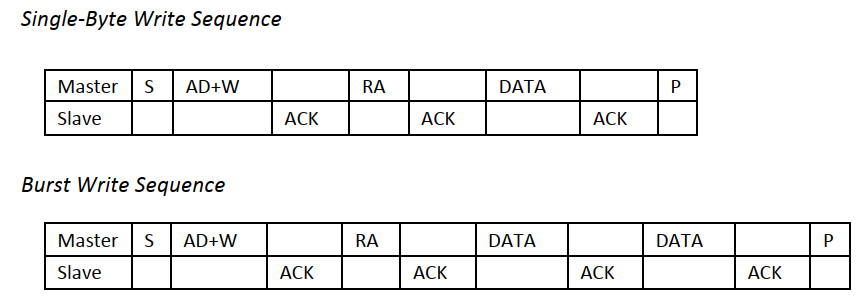 Single-Byte Write Sequence
Master S AD+W RA DATA P
Slave ACK ACK ACK
Burst Write Sequence
Master S AD+W RA DATA DATA P
Slave ACK ACK ACK ACK